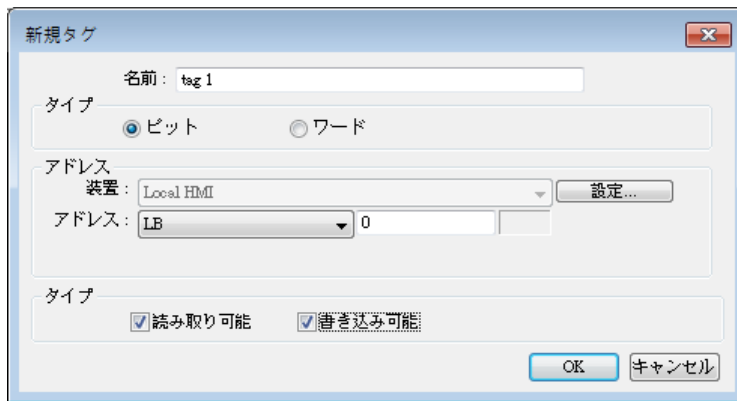 新規タグ
名前: tag 1
タイプ
ビット ワード
アドレス
装置: Local HMI 設定...
アドレス: LB 0
タイプ
読み取り可能 書き込み可能
OK キャンセル